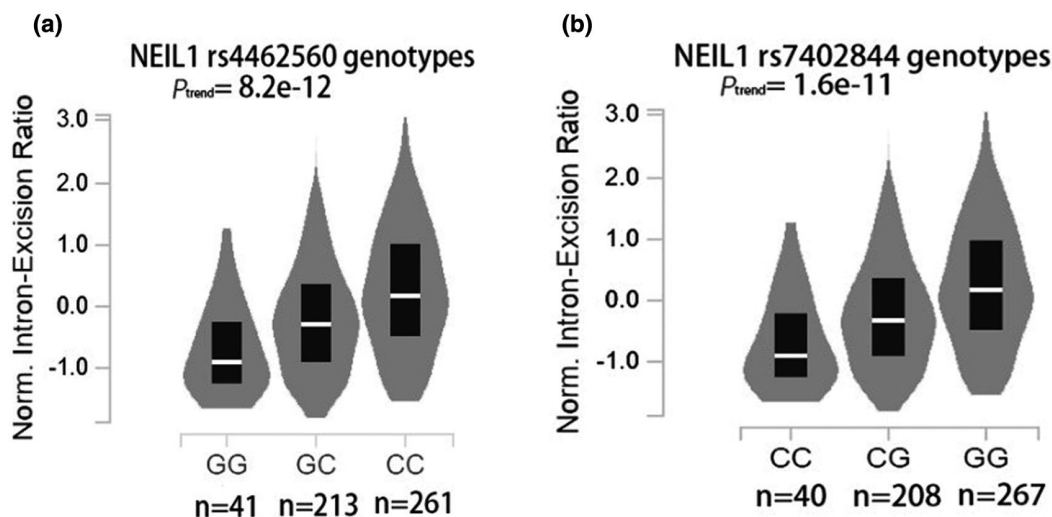 (a)
NEIL1 rs4462560 genotypes
Ptrend= 8.2e-12
Norm. Intron-Excision Ratio
3.0
2.0
1.0
0.0
-1.0
GG GC CC
n=41 n=213 n=261
(b)
NEIL1 rs7402844 genotypes
Ptrend= 1.6e-11
Norm. Intron-Excision Ratio
3.0
2.0
1.0
0.0
-1.0
CC CG GG
n=40 n=208 n=267